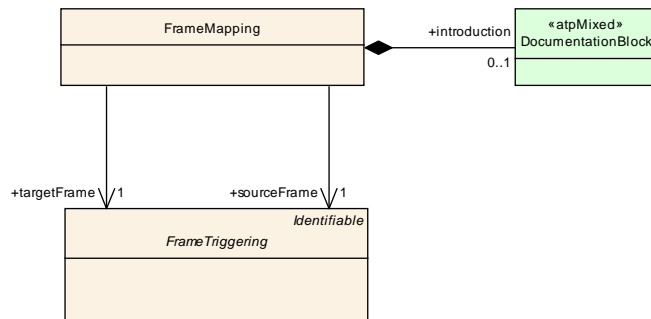 FrameMapping
+introduction
0..1
«atpMixed»
DocumentationBlock
+targetFrame
1
+sourceFrame
1
Identifiable
FrameTriggering